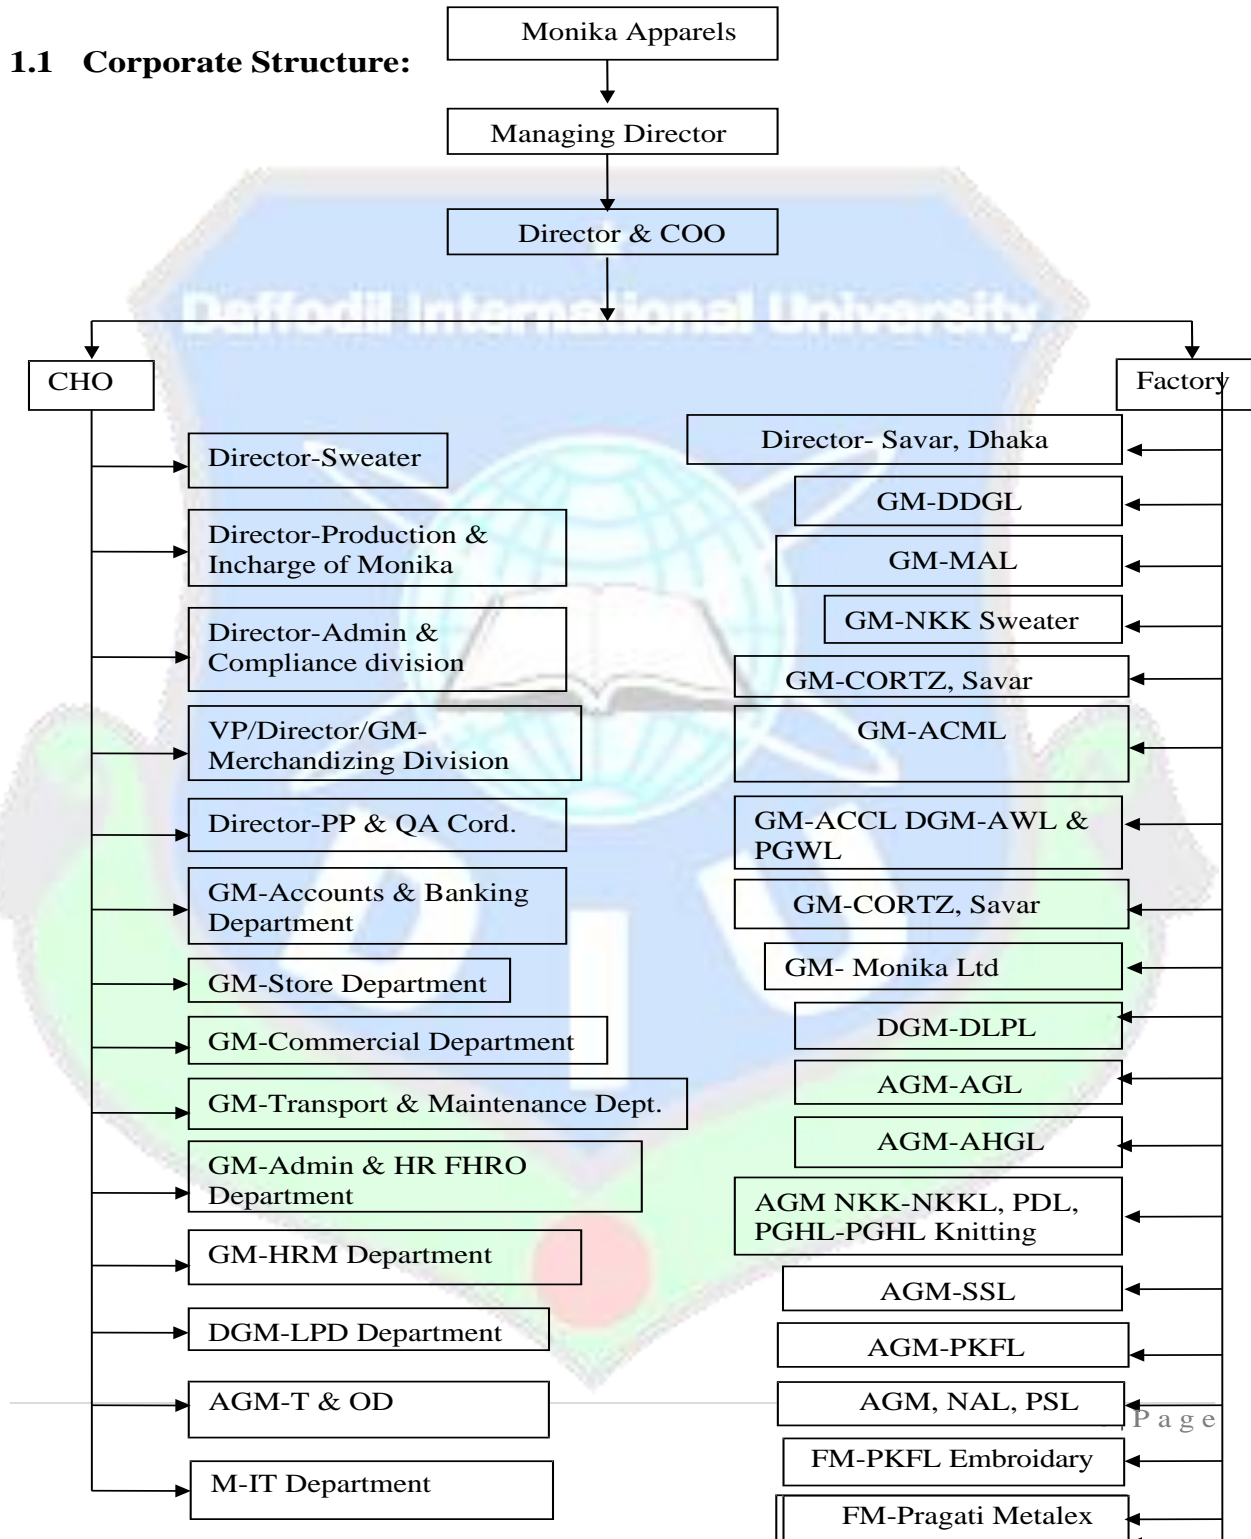 Monika Apparels
1.1 Corporate Structure:
Managing Director
Director & COO
Daffodil International University
CHO
Factory
Director-Sweater
Director-Production &
Incharge of Monika
Director-Admin &
Compliance division
VP/Director/GM-
Merchandizing Division
Director-PP & QA Cord.
GM-Accounts & Banking
Department
GM-Store Department
GM-Commercial Department
GM-Transport & Maintenance Dept.
GM-Admin & HR FHRO
Department
GM-HRM Department
DGM-LPD Department
AGM-T & OD
M-IT Department
Director- Savar, Dhaka
GM-DDGL
GM-MAL
GM-NKK Sweater
GM-CORTZ, Savar
GM-ACML
GM-ACCL DGM-AWL &
PGWL
GM-CORTZ, Savar
GM- Monika Ltd
DGM-DLPL
AGM-AGL
AGM-AHGL
AGM NKK-NKKL, PDL,
PGHL-PGHL Knitting
AGM-SSL
AGM-PKFL
AGM, NAL, PSL
FM-PKFL Embroidary
FM-Pragati Metalex
D I U
Page